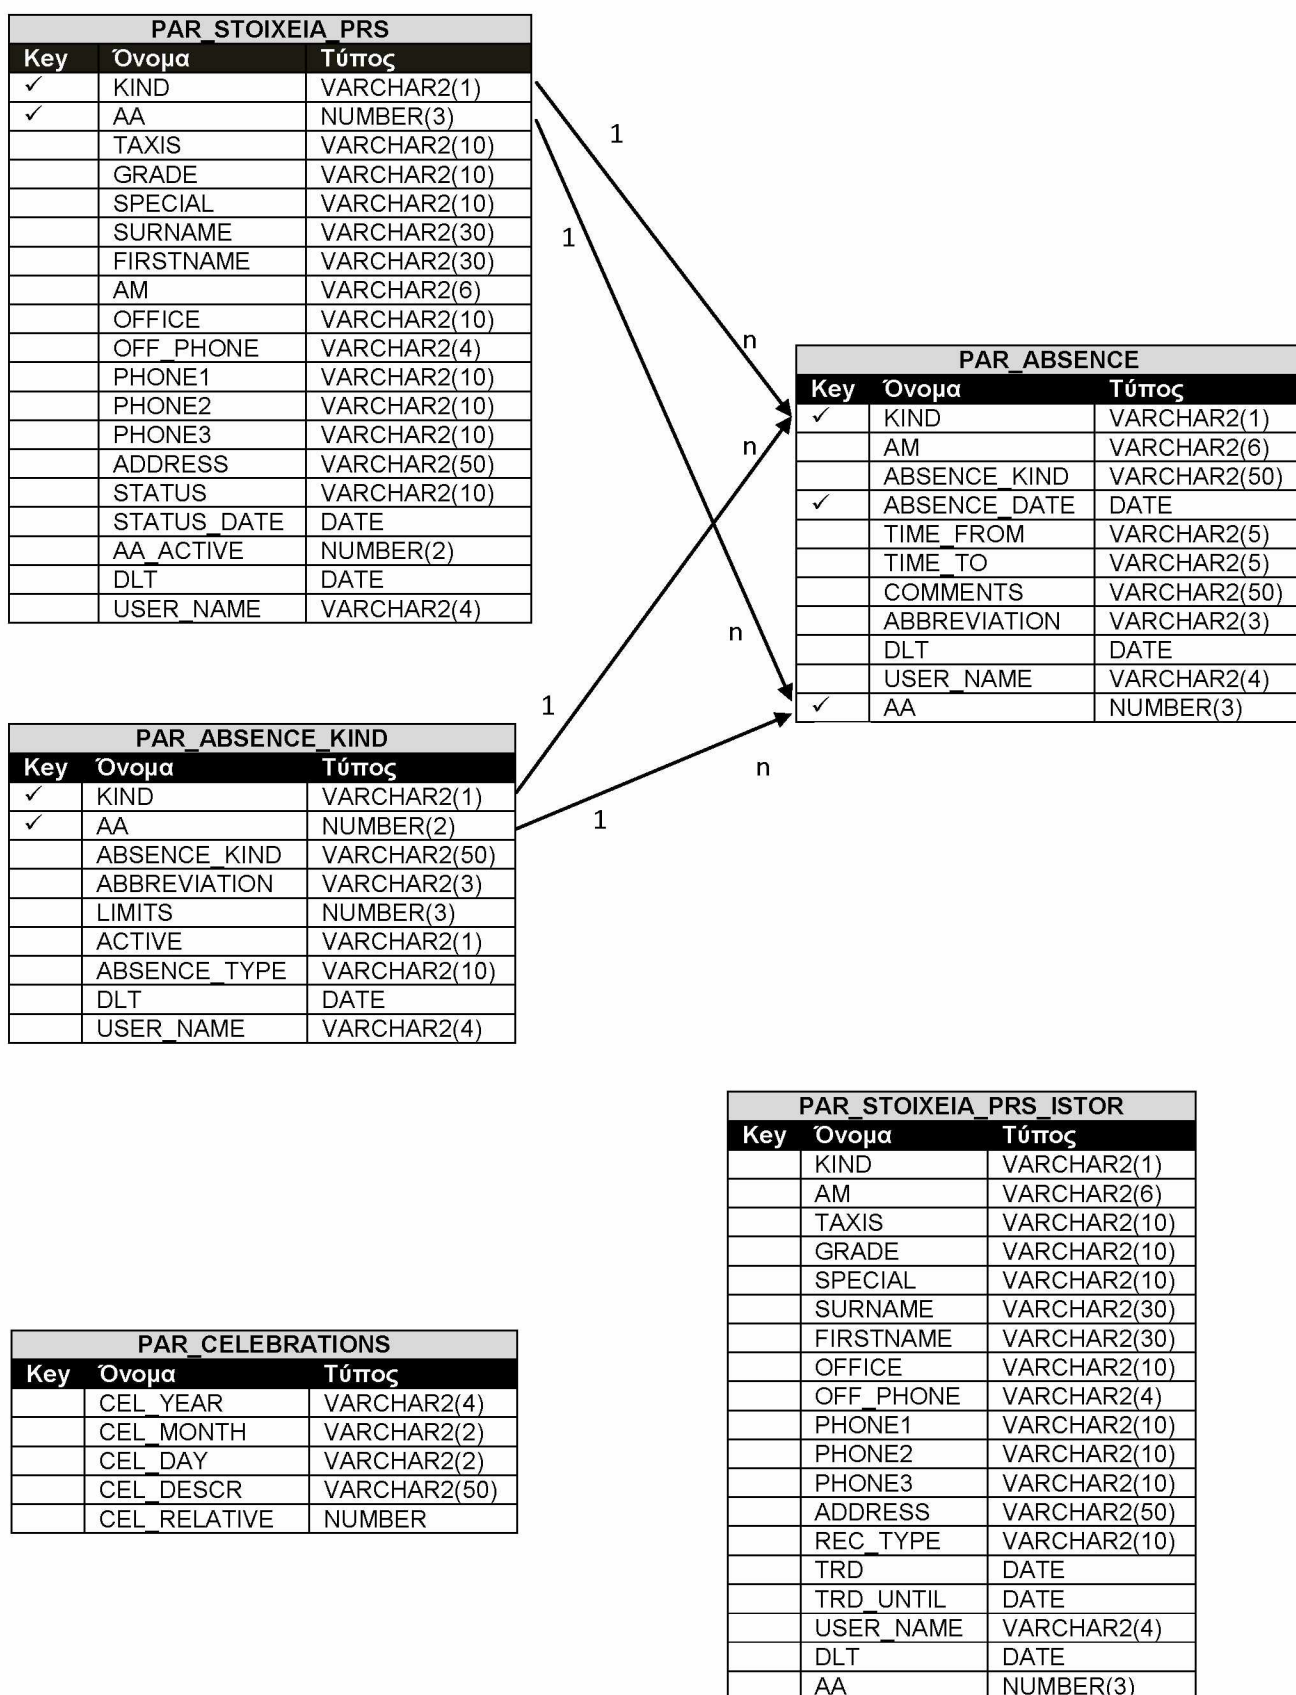 PAR_STOIXEIA_PRS
Key Όνομα Τύπος
✓ KIND VARCHAR2(1)
✓ AA NUMBER(3)
TAXIS VARCHAR2(10)
GRADE VARCHAR2(10)
SPECIAL VARCHAR2(10)
SURNAME VARCHAR2(30)
FIRSTNAME VARCHAR2(30)
AM VARCHAR2(6)
OFFICE VARCHAR2(10)
OFF_PHONE VARCHAR2(4)
PHONE1 VARCHAR2(10)
PHONE2 VARCHAR2(10)
PHONE3 VARCHAR2(10)
ADDRESS VARCHAR2(50)
STATUS VARCHAR2(10)
STATUS_DATE DATE
AA_ACTIVE NUMBER(2)
DLT DATE
USER_NAME VARCHAR2(4)
1
1
n
n
n
1
n
1
PAR_ABSENCE
Key Όνομα Τύπος
✓ KIND VARCHAR2(1)
AM VARCHAR2(6)
ABSENCE_KIND VARCHAR2(50)
✓ ABSENCE_DATE DATE
TIME_FROM VARCHAR2(5)
TIME_TO VARCHAR2(5)
COMMENTS VARCHAR2(50)
ABBREVIATION VARCHAR2(3)
DLT DATE
USER_NAME VARCHAR2(4)
✓ AA NUMBER(3)
PAR_ABSENCE_KIND
Key Όνομα Τύπος
✓ KIND VARCHAR2(1)
✓ AA NUMBER(2)
ABSENCE_KIND VARCHAR2(50)
ABBREVIATION VARCHAR2(3)
LIMITS NUMBER(3)
ACTIVE VARCHAR2(1)
ABSENCE_TYPE VARCHAR2(10)
DLT DATE
USER_NAME VARCHAR2(4)
PAR_CELEBRATIONS
Key Όνομα Τύπος
CEL_YEAR VARCHAR2(4)
CEL_MONTH VARCHAR2(2)
CEL_DAY VARCHAR2(2)
CEL_DESCR VARCHAR2(50)
CEL_RELATIVE NUMBER
PAR_STOIXEIA_PRS_ISTOR
Key Όνομα Τύπος
KIND VARCHAR2(1)
AM VARCHAR2(6)
TAXIS VARCHAR2(10)
GRADE VARCHAR2(10)
SPECIAL VARCHAR2(10)
SURNAME VARCHAR2(30)
FIRSTNAME VARCHAR2(30)
OFFICE VARCHAR2(10)
OFF_PHONE VARCHAR2(4)
PHONE1 VARCHAR2(10)
PHONE2 VARCHAR2(10)
PHONE3 VARCHAR2(10)
ADDRESS VARCHAR2(50)
REC_TYPE VARCHAR2(10)
TRD DATE
TRD_UNTIL DATE
USER_NAME VARCHAR2(4)
DLT DATE
AA NUMBER(3)